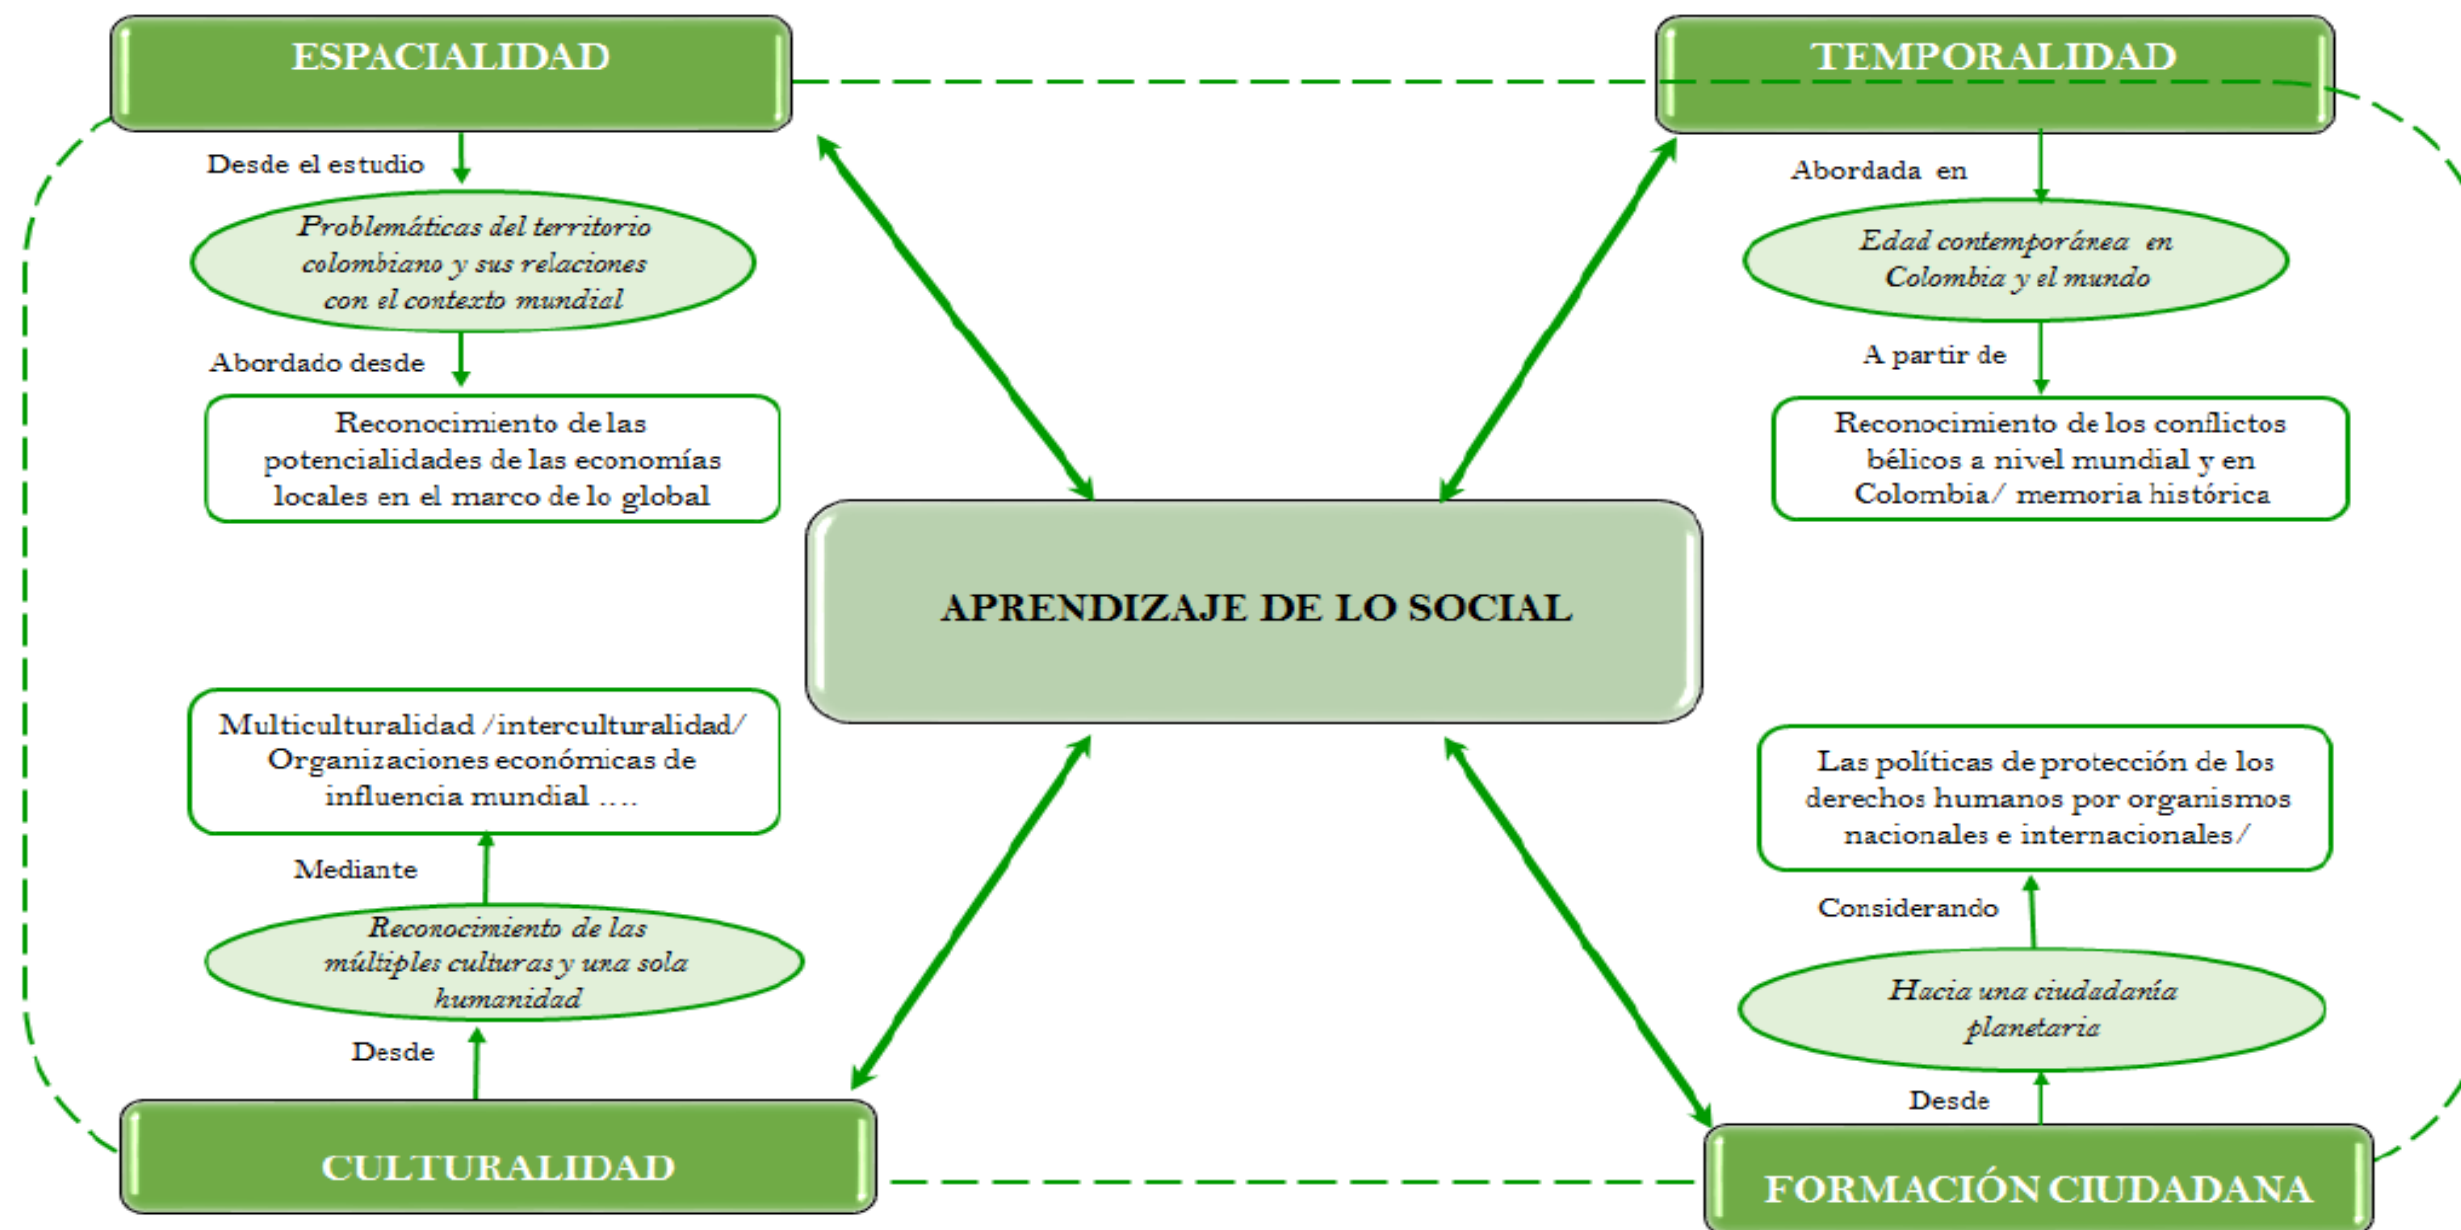 ESPACIALIDAD
Desde el estudio
Problemáticas del territorio
colombiano y sus relaciones
con el contexto mundial
Abordado desde
Reconocimiento de las
potencialidades de las economías
locales en el marco de lo global
TEMPORALIDAD
Abordada en
Edad contemporánea en
Colombia y el mundo
A partir de
Reconocimiento de los conflictos
bélicos a nivel mundial y en
Colombia/ memoria histórica
APRENDIZAJE DE LO SOCIAL
Multiculturalidad /interculturalidad/
Organizaciones económicas de
influencia mundial ....
Mediante
Reconocimiento de las
múltiples culturas y una sola
humanidad
Desde
CULTURALIDAD
Las políticas de protección de los
derechos humanos por organismos
nacionales e internacionales/
Considerando
Hacia una ciudadanía
planetaria
Desde
FORMACIÓN CIUDADANA